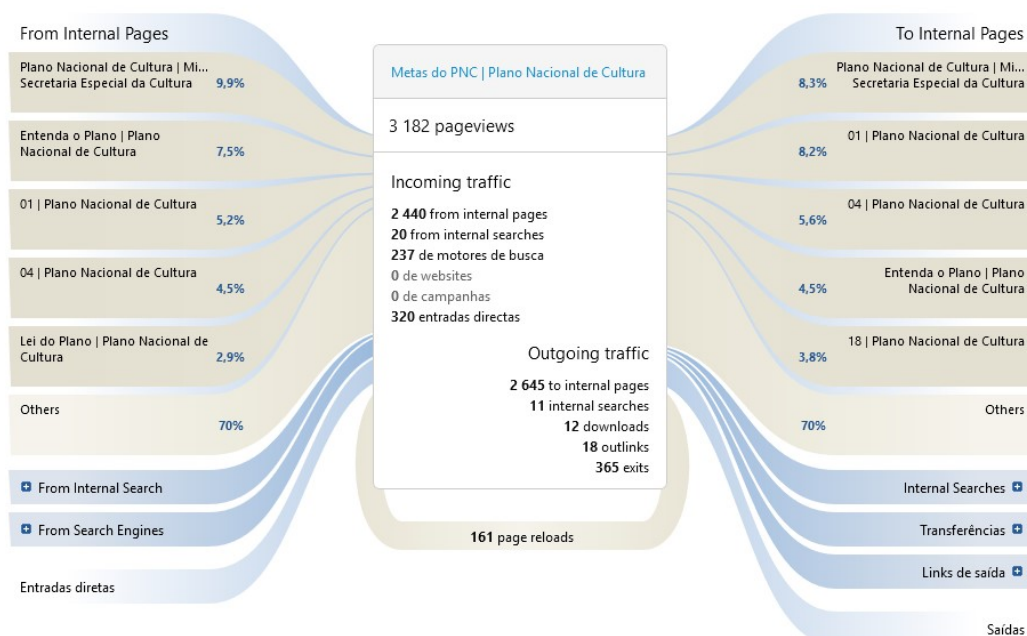 From Internal Pages
Plano Nacional de Cultura | Mi...
Secretaria Especial da Cultura 9,9%
Entenda o Plano | Plano
Nacional de Cultura 7,5%
01 | Plano Nacional de Cultura
5,2%
04 | Plano Nacional de Cultura
4,5%
Lei do Plano | Plano Nacional de
Cultura 2,9%
Others
70%
From Internal Search
From Search Engines
Entradas diretas
Metas do PNC | Plano Nacional de Cultura
3 182 pageviews
Incoming traffic
2 440 from internal pages
20 from internal searches
237 de motores de busca
0 de websites
0 de campanhas
320 entradas directas
Outgoing traffic
2 645 to internal pages
11 internal searches
12 downloads
18 outlinks
365 exits
161 page reloads
To Internal Pages
Plano Nacional de Cultura | Mi...
8,3% Secretaria Especial da Cultura
01 | Plano Nacional de Cultura
8,2%
04 | Plano Nacional de Cultura
5,6%
Entenda o Plano | Plano
4,5% Nacional de Cultura
18 | Plano Nacional de Cultura
3,8%
Others
70%
Internal Searches
Transferências
Links de saída
Saídas